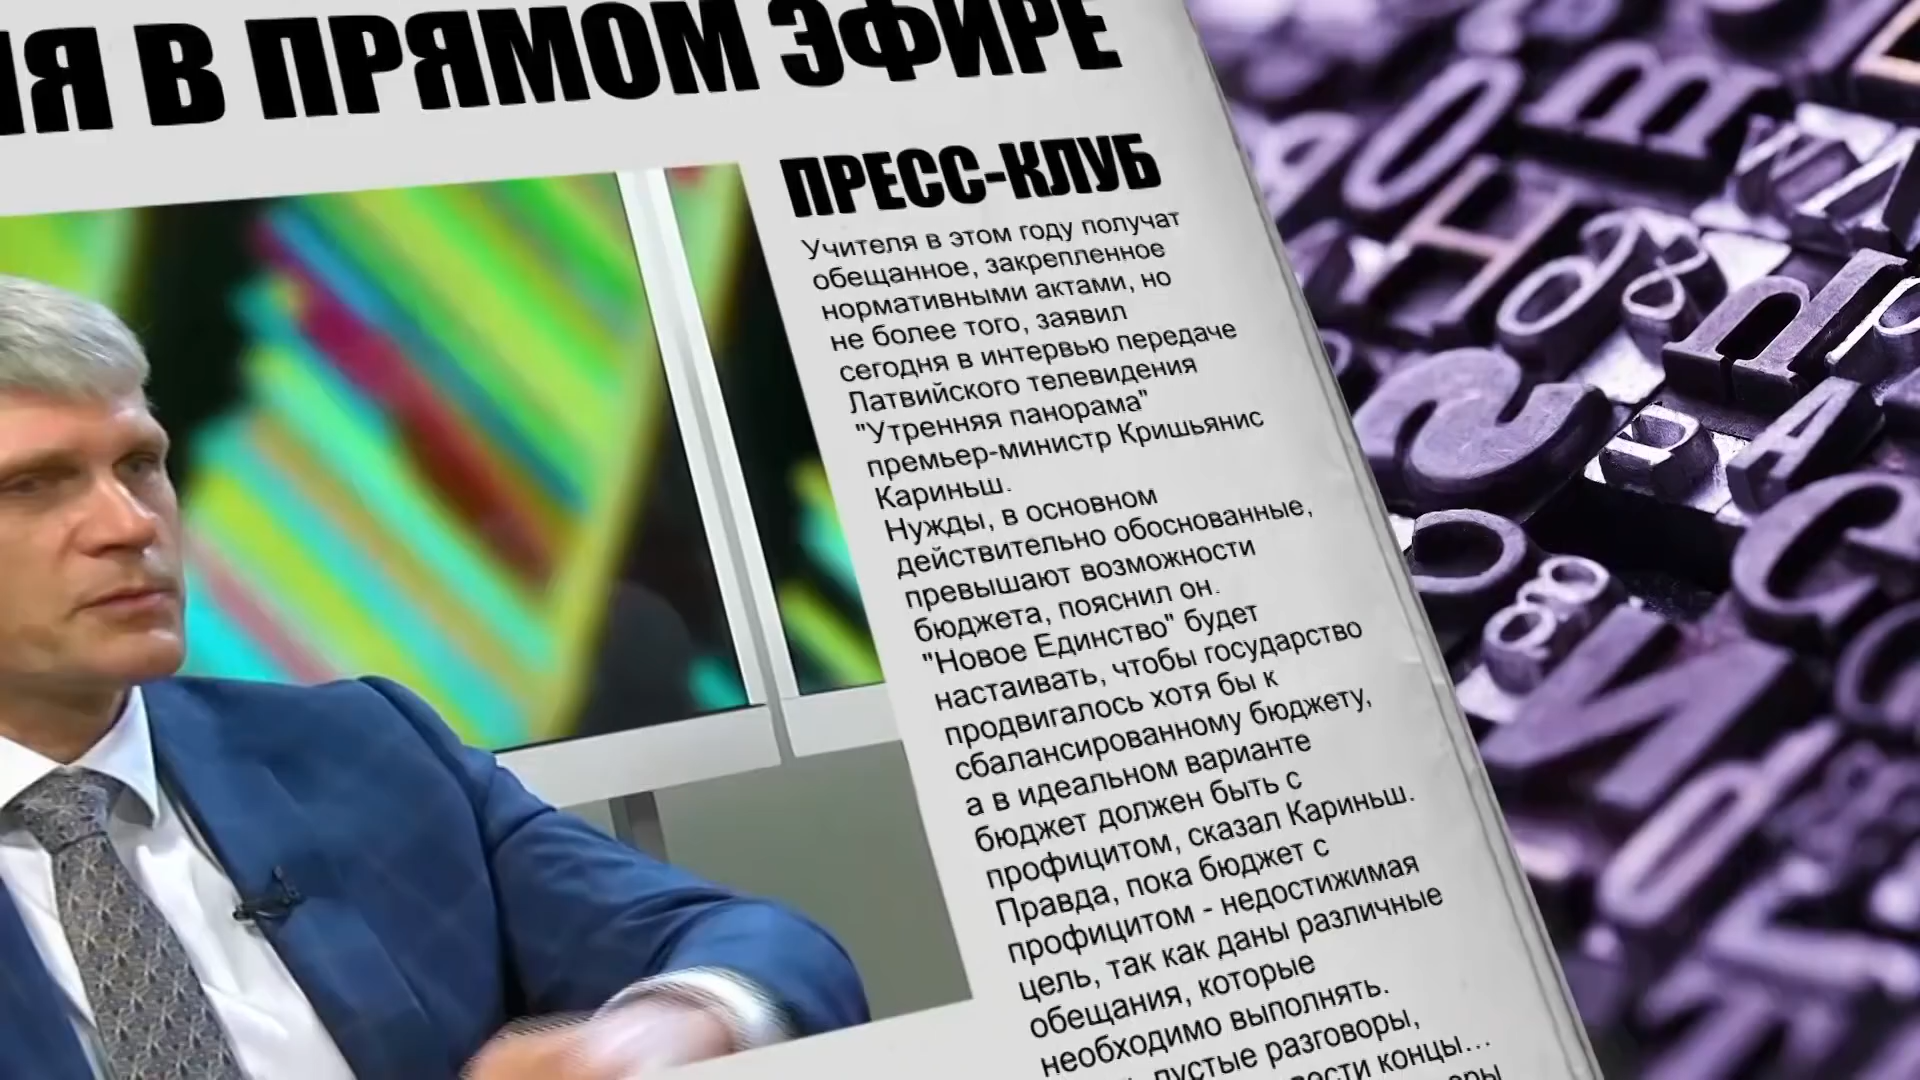 Я В ПРЯМОМ ЭФИРЕ
ПРЕСС-КЛУБ
Учителя в этом году получат
обещанное, закрепленное
нормативными актами, но
не более того, заявил
сегодня в интервью передаче
Латвийского телевидения
"Утренняя панорама"
премьер-министр Кришьянис
Кариньш.
Нужды, в основном
действительно обоснованные,
превышают возможности
бюджета, пояснил он.
"Новое Единство" будет
настаивать, чтобы государство
продвигалось хотя бы к
сбалансированному бюджету,
а в идеальном варианте
бюджет должен быть с
профицитом, сказал Кариньш.
Правда, пока бюджет с
профицитом - недостижимая
цель, так как даны различные
обещания, которые
необходимо выполнять.
пустые разговоры,
концы...